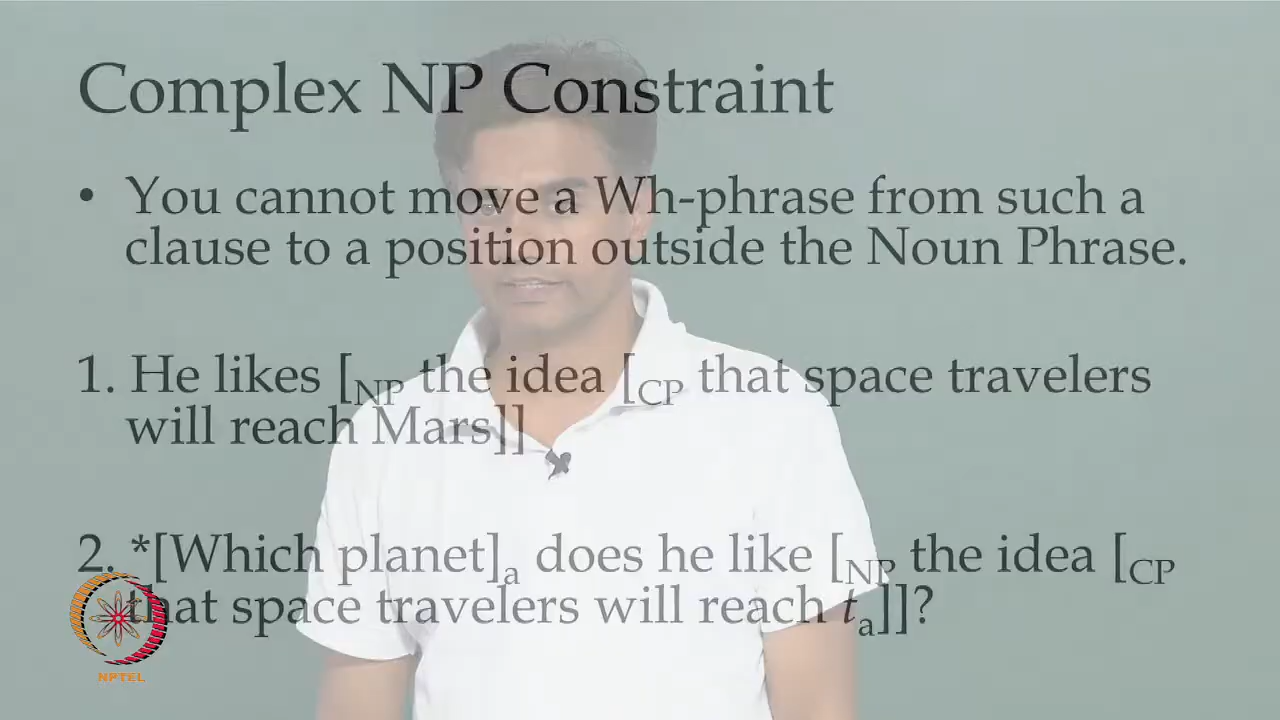 Complex NP Constraint
• You cannot move a Wh-phrase from such a
clause to a position outside the Noun Phrase.
1. He likes [NP the idea [CP that space travelers
will reach Mars]]
2. *[Which planet]a does he like [NP the idea [CP
that space travelers will reach ta]]?
NPTEL